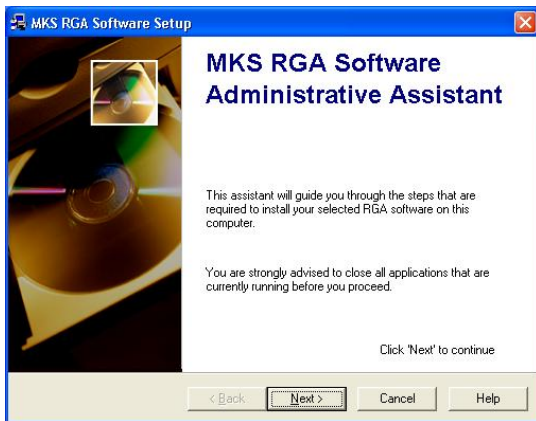 MKS RGA Software Setup
MKS RGA Software
Administrative Assistant
This assistant will guide you through the steps that are
required to install your selected RGA software on this
computer.
You are strongly advised to close all applications that are
currently running before you proceed.
Click 'Next' to continue
< Back
Next >
Cancel
Help